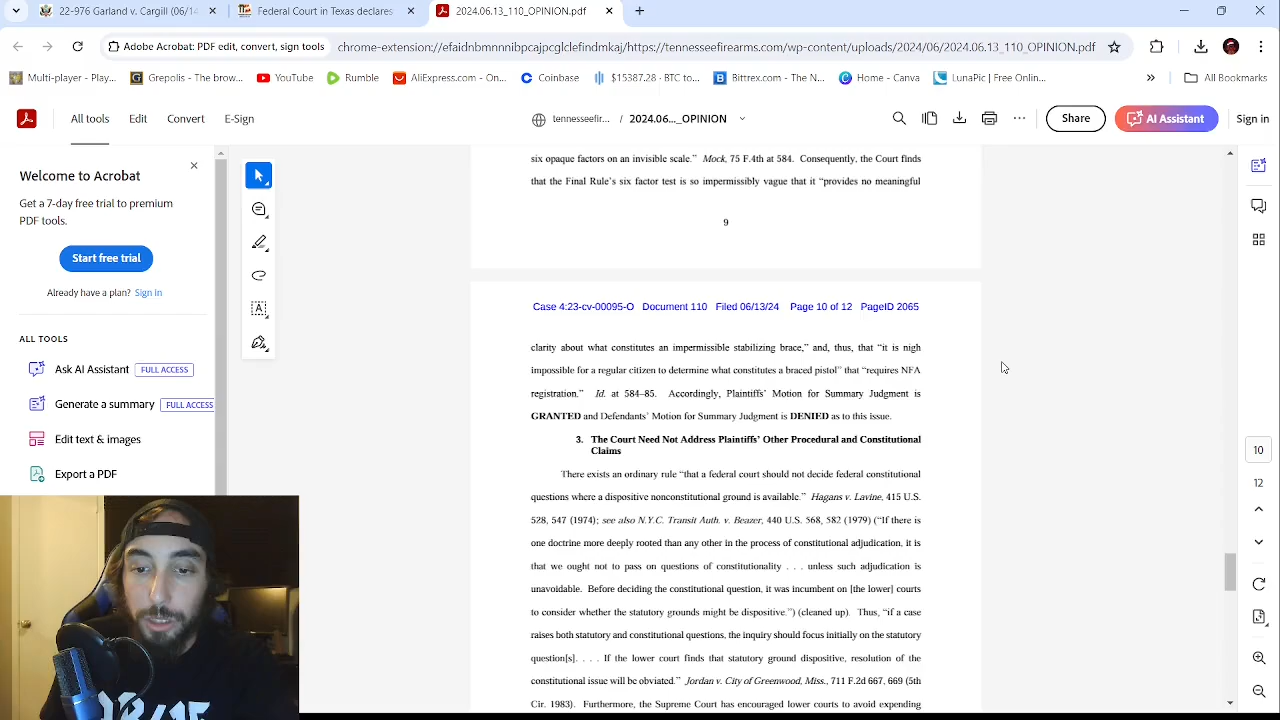 22-976 Garland v. Cargill (06/14
Federal Court in Texas declares
2024.06.13_110_OPINION.pdf
Adobe Acrobat: PDF edit, convert, sign tools
chrome-extension://efaidnbmnnnibpcajpcglclefindmkaj/https://tennesseefirearms.com/wp-content/uploads/2024/06/2024.06.13_110_OPINION.pdf
Multi-player - Play...
Grepolis - The brow...
YouTube
Rumble
AliExpress.com - On...
Coinbase
$15387.28 · BTC to...
Bittrex.com - The N...
Home - Canva
Lunapic | Free Onlin...
All Bookmarks
All tools
Edit
Convert
E-Sign
tennesseefir... / 2024.06..._OPINION
Share
AI Assistant
Sign in
Welcome to Acrobat
Get a 7-day free trial to premium
PDF tools.
Start free trial
Already have a plan? Sign in
ALL TOOLS
Ask AI Assistant FULL ACCESS
Generate a summary FULL ACCESS
Edit text & images
Export a PDF
six opaque factors on an invisible scale.” Mock, 75 F.4th at 584. Consequently, the Court finds
that the Final Rule’s six factor test is so impermissibly vague that it “provides no meaningful
9
Case 4:23-cv-00095-O Document 110 Filed 06/13/24 Page 10 of 12 PageID 2065
clarity about what constitutes an impermissible stabilizing brace,” and, thus, that “it is nigh
impossible for a regular citizen to determine what constitutes a braced pistol” that “requires NFA
registration.” Id. at 584–85. Accordingly, Plaintiffs’ Motion for Summary Judgment is
GRANTED and Defendants’ Motion for Summary Judgment is DENIED as to this issue.
3. The Court Need Not Address Plaintiffs’ Other Procedural and Constitutional
Claims
There exists an ordinary rule “that a federal court should not decide federal constitutional
questions where a dispositive nonconstitutional ground is available.” Hagans v. Lavine, 415 U.S.
528, 547 (1974); see also N.Y.C. Transit Auth. v. Beazer, 440 U.S. 568, 582 (1979) (“If there is
one doctrine more deeply rooted than any other in the process of constitutional adjudication, it is
that we ought not to pass on questions of constitutionality . . . unless such adjudication is
unavoidable. Before deciding the constitutional question, it was incumbent on [the lower] courts
to consider whether the statutory grounds might be dispositive.”) (cleaned up). Thus, “if a case
raises both statutory and constitutional questions, the inquiry should focus initially on the statutory
question[s]. . . . If the lower court finds that statutory ground dispositive, resolution of the
constitutional issue will be obviated.” Jordan v. City of Greenwood, Miss., 711 F.2d 667, 669 (5th
Cir. 1983). Furthermore, the Supreme Court has encouraged lower courts to avoid expending
10
12